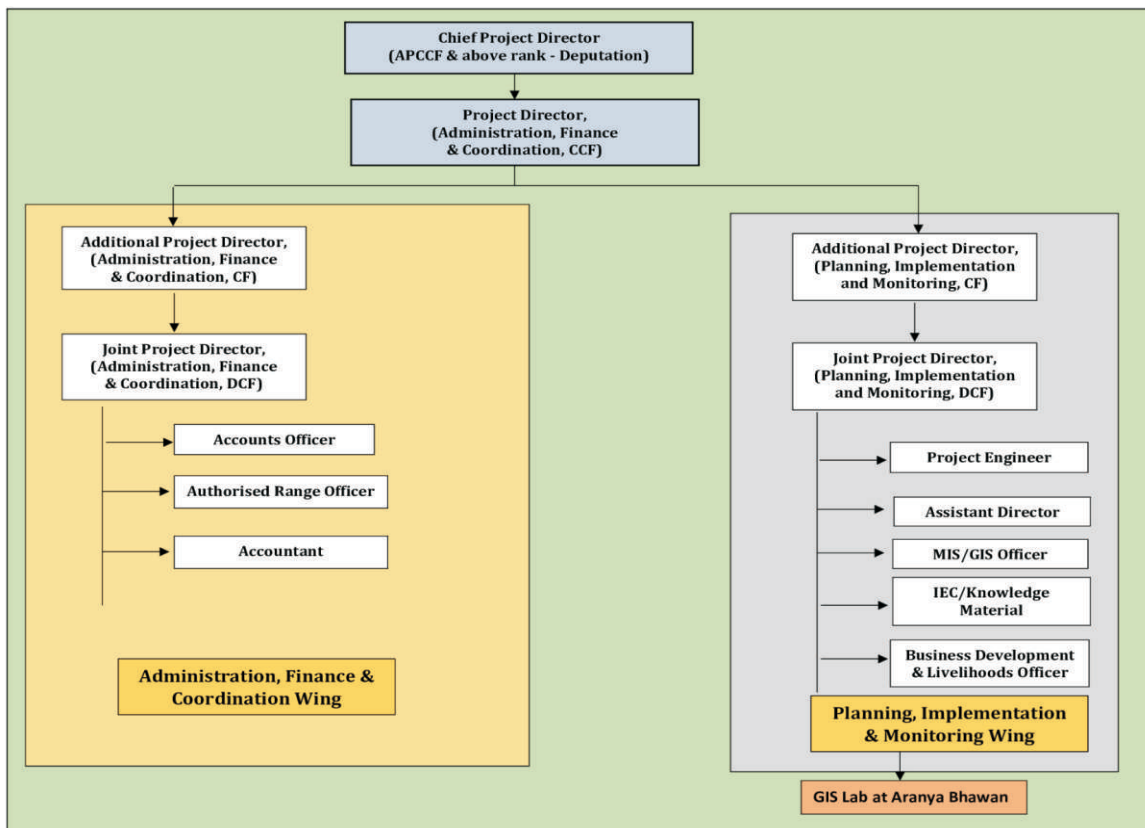 Chief Project Director
(APCCF & above rank - Deputation)
Project Director,
(Administration, Finance
& Coordination, CCF)
Additional Project Director,
(Administration, Finance
& Coordination, CF)
Joint Project Director,
(Administration, Finance
& Coordination, DCF)
Accounts Officer
Authorised Range Officer
Accountant
Administration, Finance &
Coordination Wing
Additional Project Director,
(Planning, Implementation
and Monitoring, CF)
Joint Project Director,
(Planning, Implementation
and Monitoring, DCF)
Project Engineer
Assistant Director
MIS/GIS Officer
IEC/Knowledge
Material
Business Development
& Livelihoods Officer
Planning, Implementation
& Monitoring Wing
GIS Lab at Aranya Bhawan